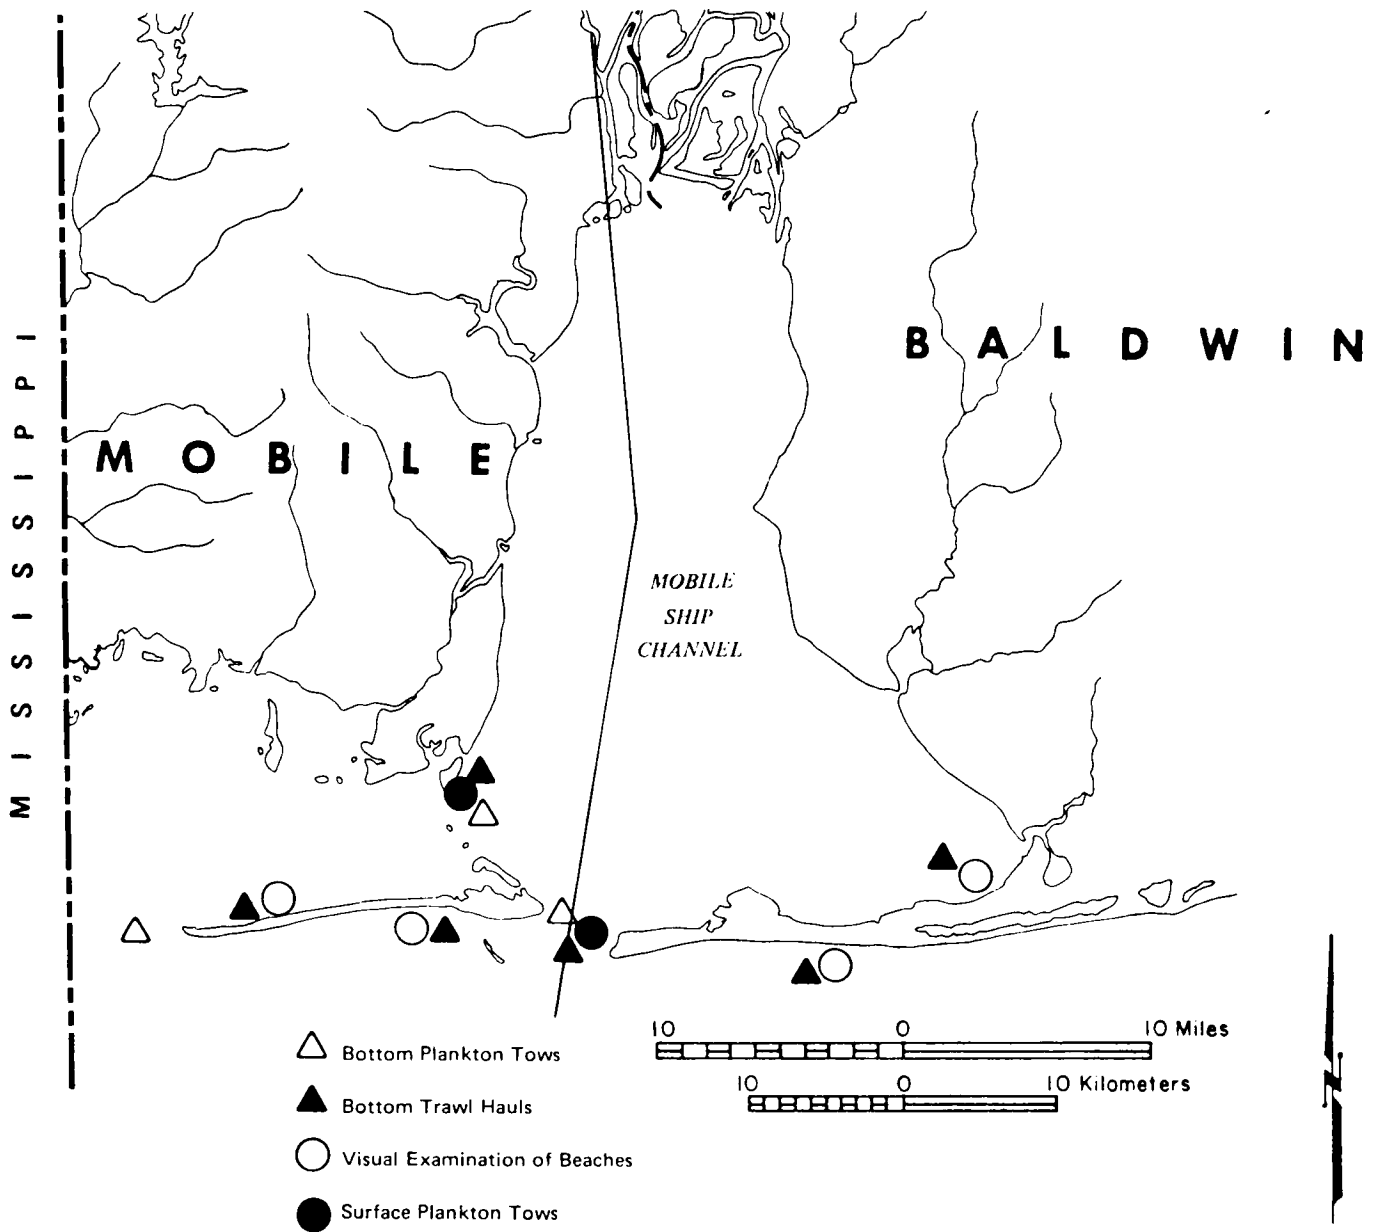 MISSISSIPPI
MOBILE
BALDWIN
MOBILE
SHIP
CHANNEL
Bottom Plankton Tows
Bottom Trawl Hauls
Visual Examination of Beaches
Surface Plankton Tows
10 0 10 Miles
10 0 10 Kilometers
N